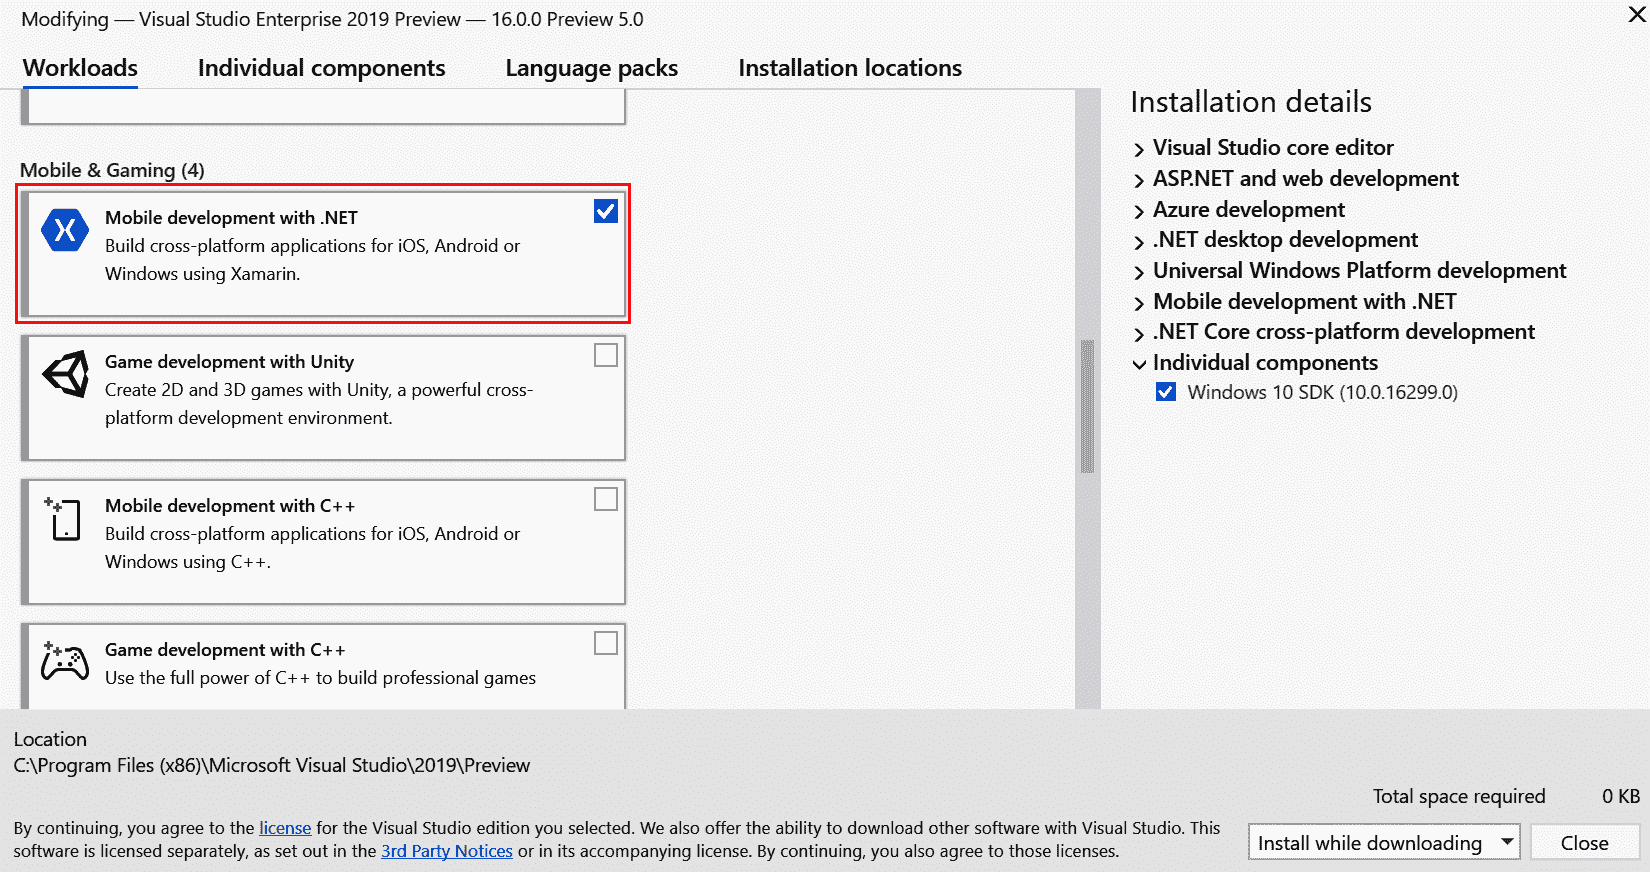 Modifying — Visual Studio Enterprise 2019 Preview — 16.0.0 Preview 5.0
Workloads
Individual components
Language packs
Installation locations
Mobile & Gaming (4)
Mobile development with .NET
Build cross-platform applications for iOS, Android or
Windows using Xamarin.
Game development with Unity
Create 2D and 3D games with Unity, a powerful cross-
platform development environment.
Mobile development with C++
Build cross-platform applications for iOS, Android or
Windows using C++.
Game development with C++
Use the full power of C++ to build professional games
Installation details
Visual Studio core editor
ASP.NET and web development
Azure development
.NET desktop development
Universal Windows Platform development
Mobile development with .NET
.NET Core cross-platform development
Individual components
Windows 10 SDK (10.0.16299.0)
Location
C:\Program Files (x86)\Microsoft Visual Studio\2019\Preview
Total space required 0 KB
By continuing, you agree to the license for the Visual Studio edition you selected. We also offer the ability to download other software with Visual Studio. This
software is licensed separately, as set out in the 3rd Party Notices or in its accompanying license. By continuing, you also agree to those licenses.
Install while downloading
Close